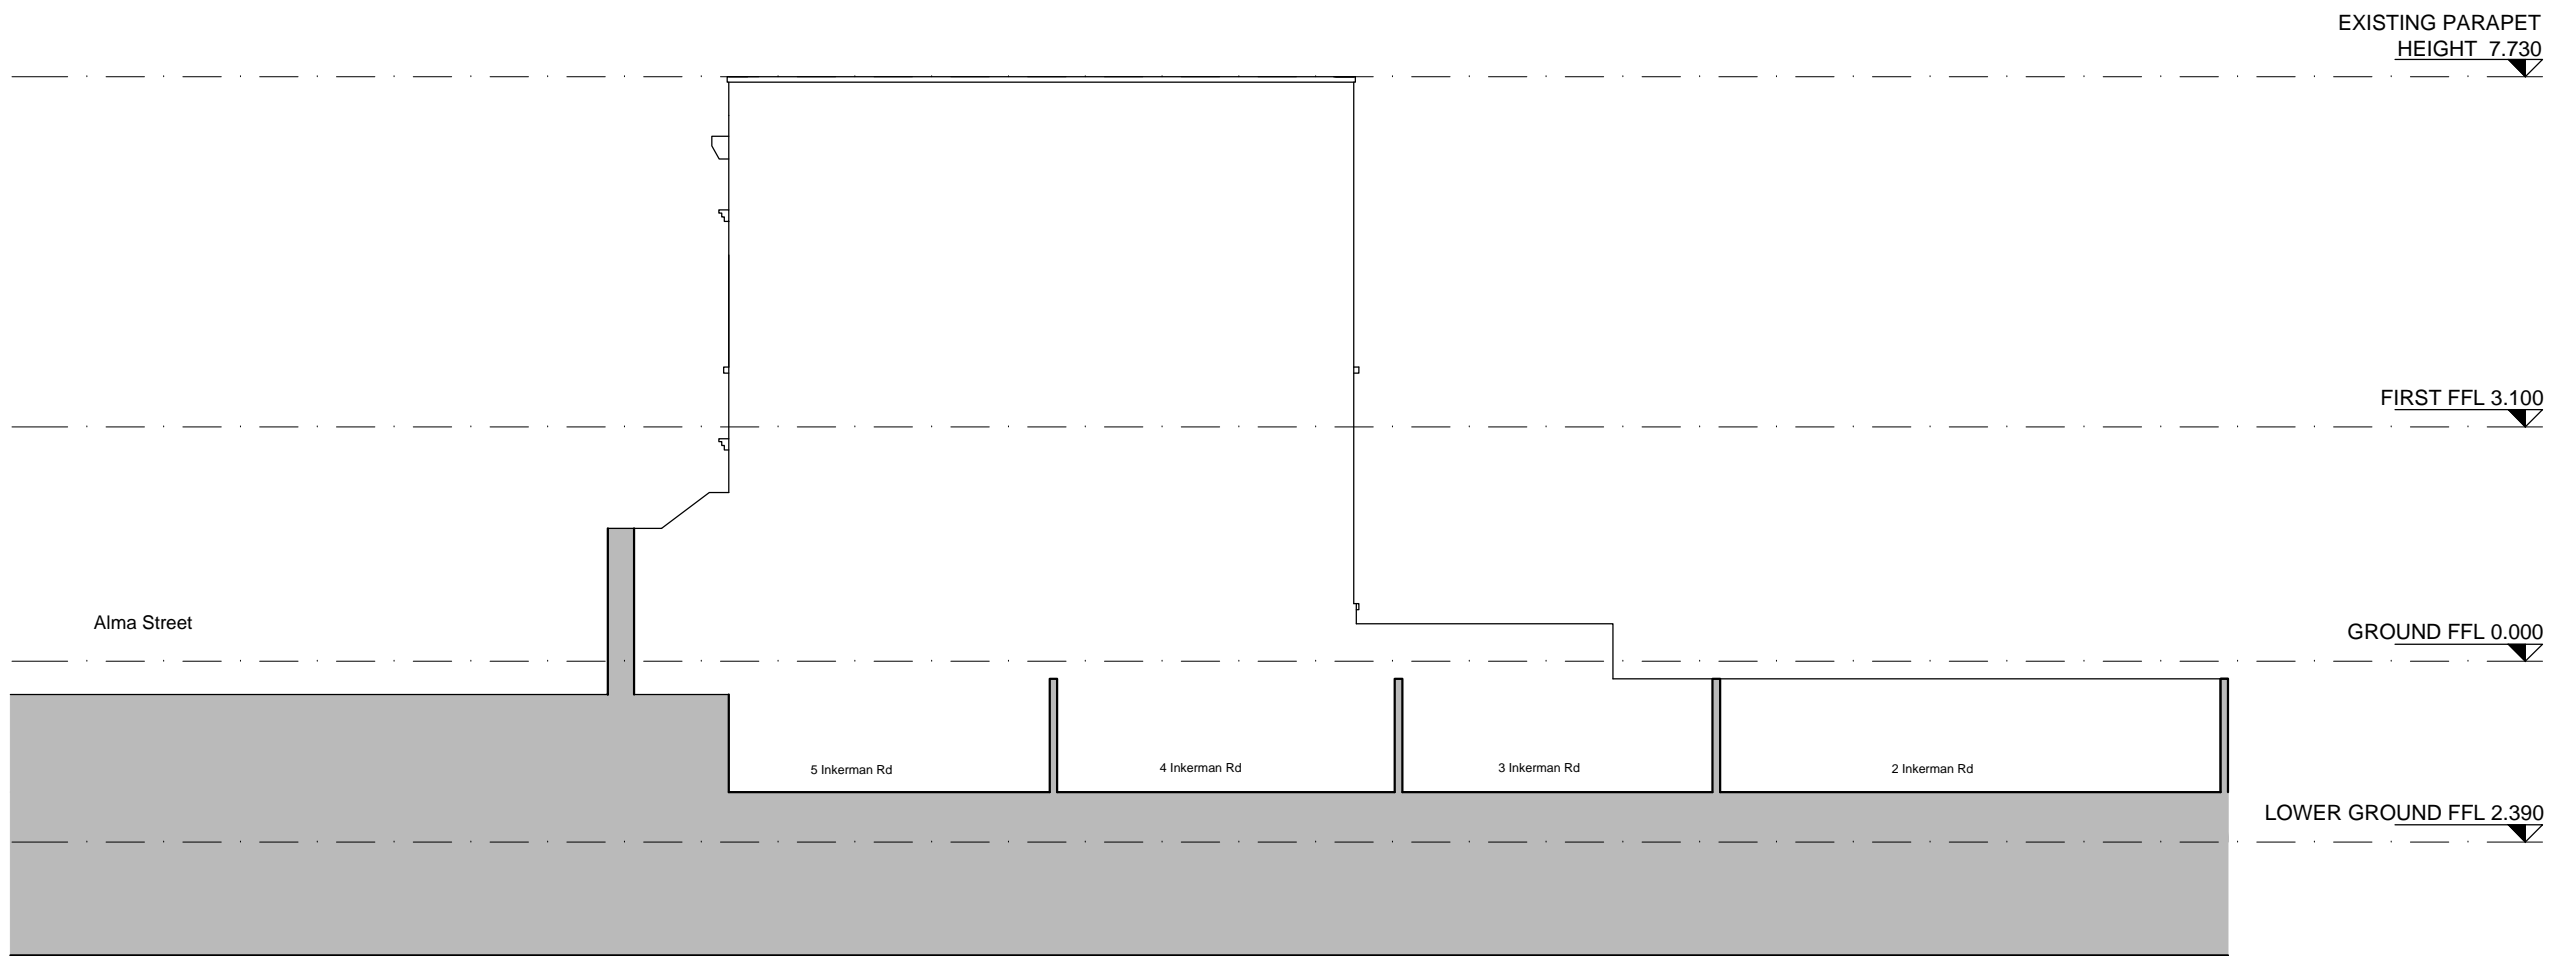 EXISTING PARAPET
HEIGHT 7.730
FIRST FFL 3.100
Alma Street
GROUND FFL 0.000
5 Inkerman Rd
4 Inkerman Rd
3 Inkerman Rd
2 Inkerman Rd
LOWER GROUND FFL 2.390